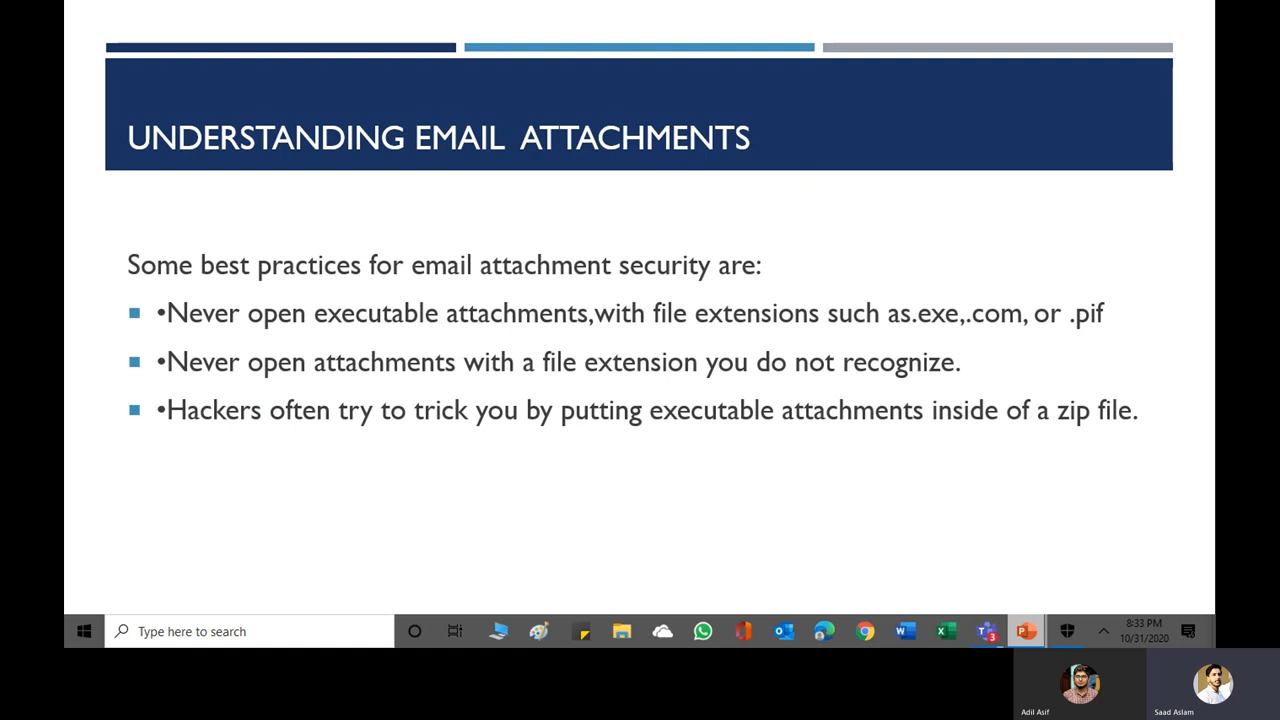 UNDERSTANDING EMAIL ATTACHMENTS
Some best practices for email attachment security are:
•Never open executable attachments,with file extensions such as.exe,.com, or .pif
•Never open attachments with a file extension you do not recognize.
•Hackers often try to trick you by putting executable attachments inside of a zip file.
Type here to search
3
8:33 PM
10/31/2020
Adil Asif
Saad Aslam